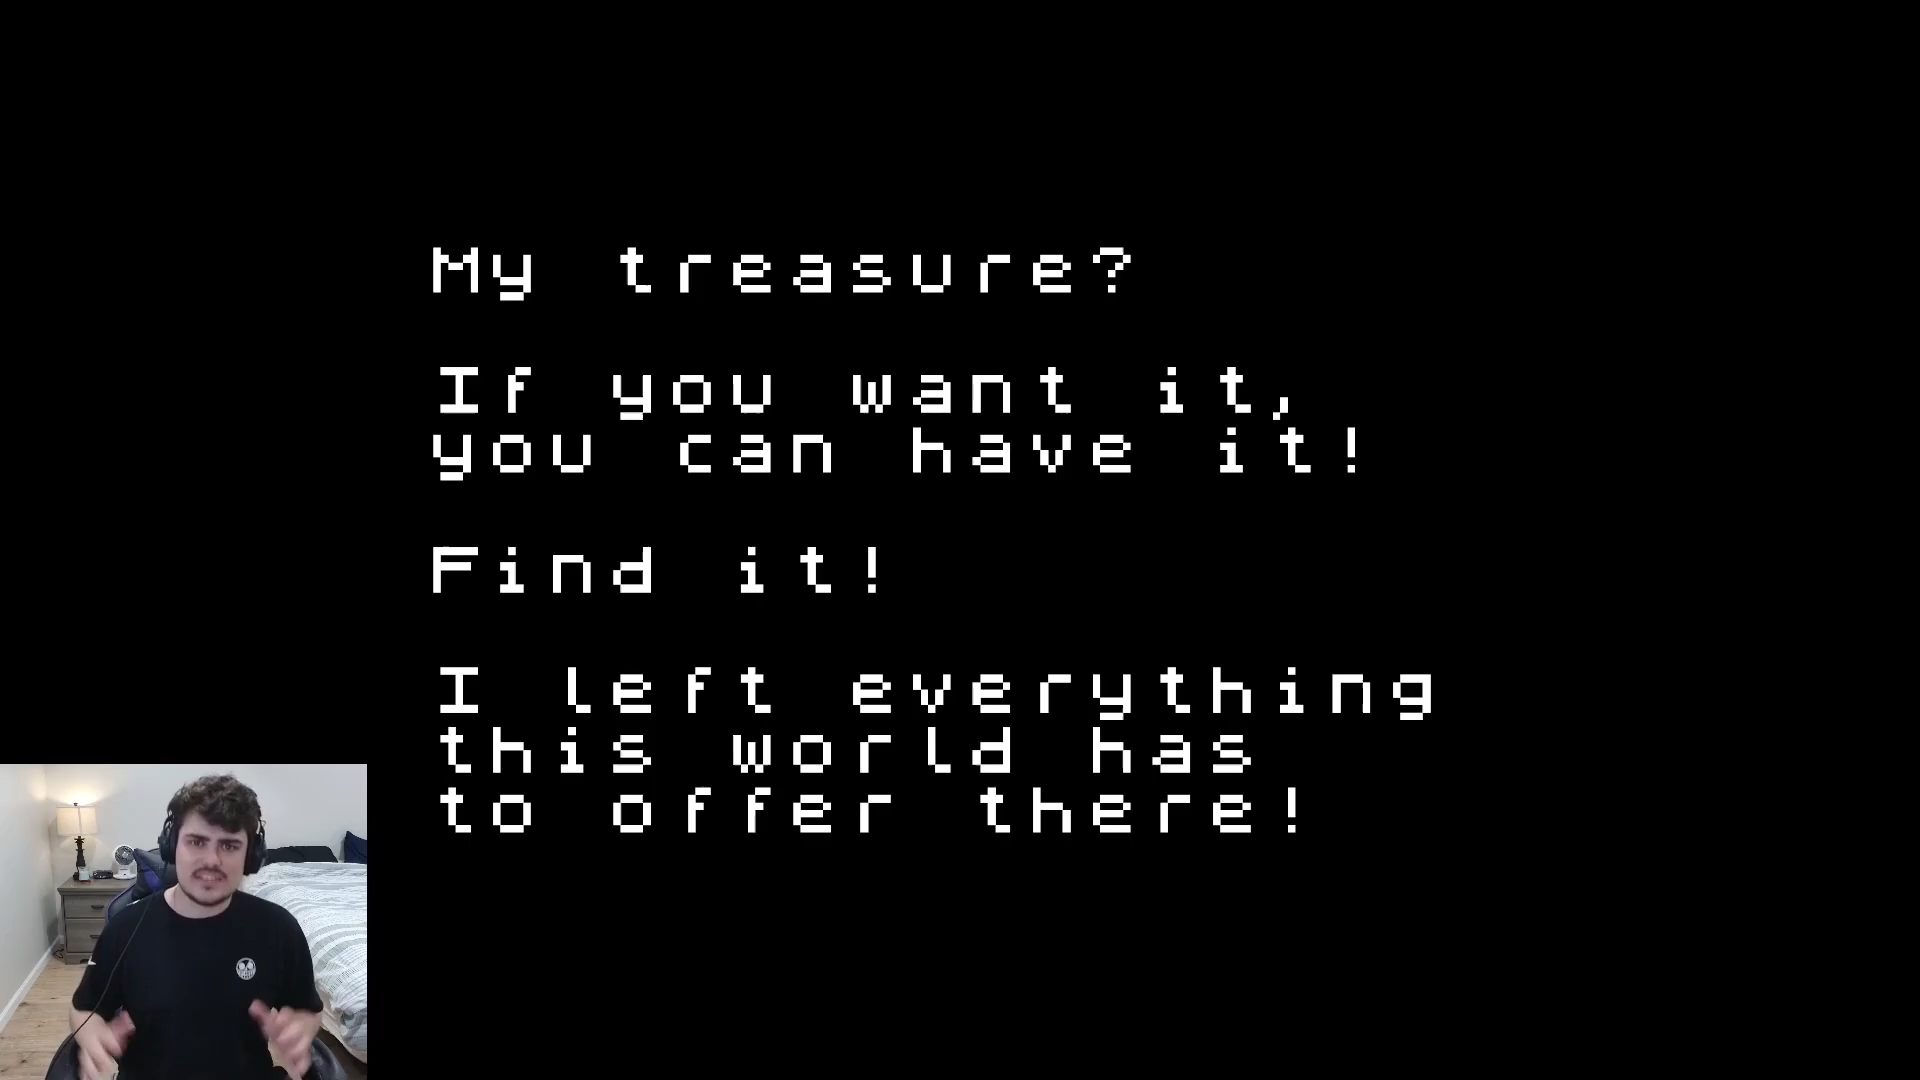 My treasure?
If you want it,
you can have it!
Find it!
I left everything
this world has
to offer there!